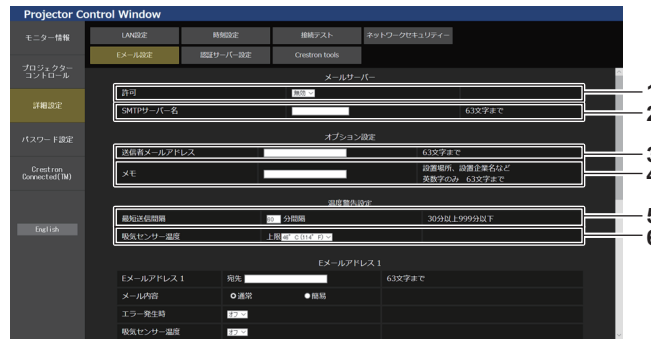 Projector Control Window
モニター情報
プロジェクター
コントロール
詳細設定
パスワード設定
Crestron
Connected(TM)
English
LAN設定 時刻設定 接続テスト ネットワークセキュリティー
Eメール設定 認証サーバー設定 Crestron tools
メールサーバー
許可 無効 1
SMTPサーバー名 63文字まで 2
オプション設定
送信者メールアドレス 63文字まで 3
メモ 設置場所、設置企業名など 4
英数字のみ 63文字まで
温度警告設定
最短送信間隔 60 分間隔 30分以上999分以下 5
吸気センサー温度 上限 46°C (114°F) 6
Eメールアドレス 1
Eメールアドレス 1 宛先 63文字まで
メール内容 通常 簡易
エラー発生時 オフ
吸気センサー温度 オフ